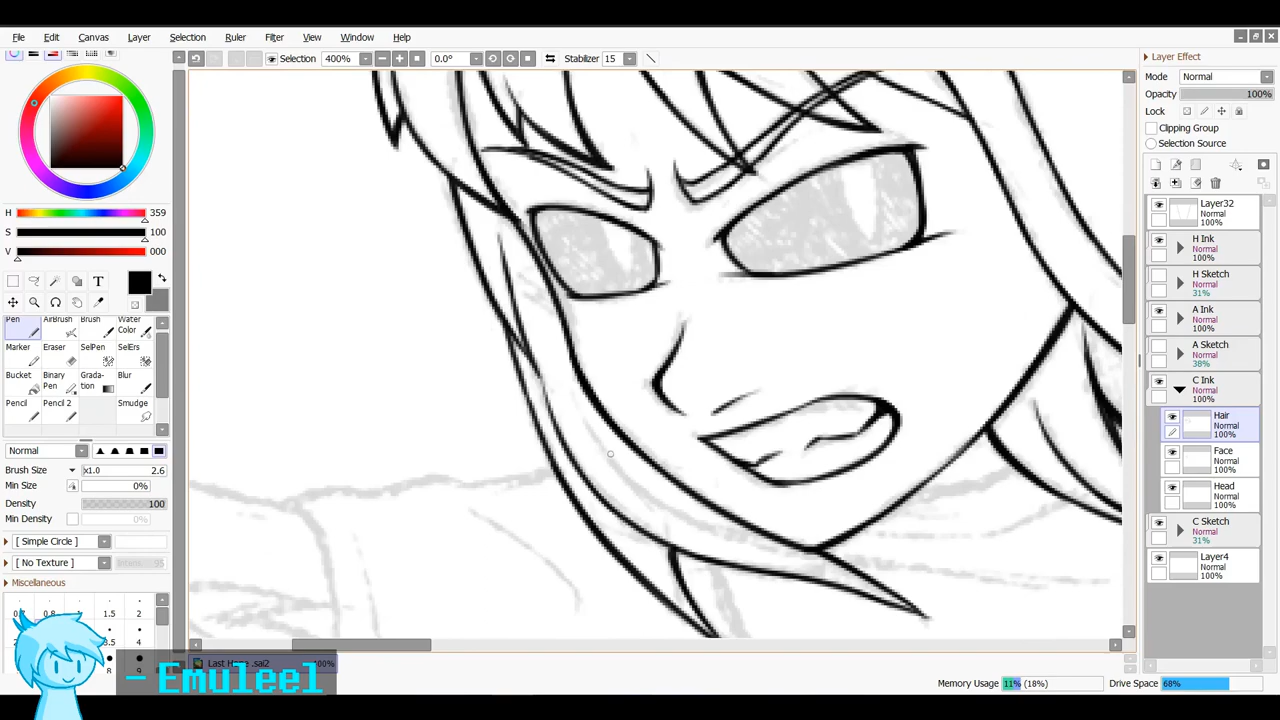 File Edit Canvas Layer Selection Ruler Filter View Window Help
Selection 400% 0.0° Stabilizer 15
H 359
S 100
V 000
T
Pen AirBrush Brush Water Color
Marker Eraser SelPen SelErs
Bucket Binary Pen Grada-tion Blur
Pencil Pencil 2 Smudge
Normal
Brush Size x1.0 2.6
Min Size 0%
Density 100
Min Density 0%
[ Simple Circle ]
[ No Texture ] 95
Miscellaneous
1.5 2
4
- Emuleel
.sai2 400%
Memory Usage 11% (18%) Drive Space 68%
Layer Effect
Mode Normal
Opacity 100%
Lock
Clipping Group
Selection Source
Layer32
Normal
100%
H Ink
Normal
100%
H Sketch
Normal
31%
A Ink
Normal
100%
A Sketch
Normal
38%
C Ink
Normal
100%
Hair
Normal
100%
Face
Normal
100%
Head
Normal
100%
C Sketch
Normal
31%
Layer4
Normal
100%